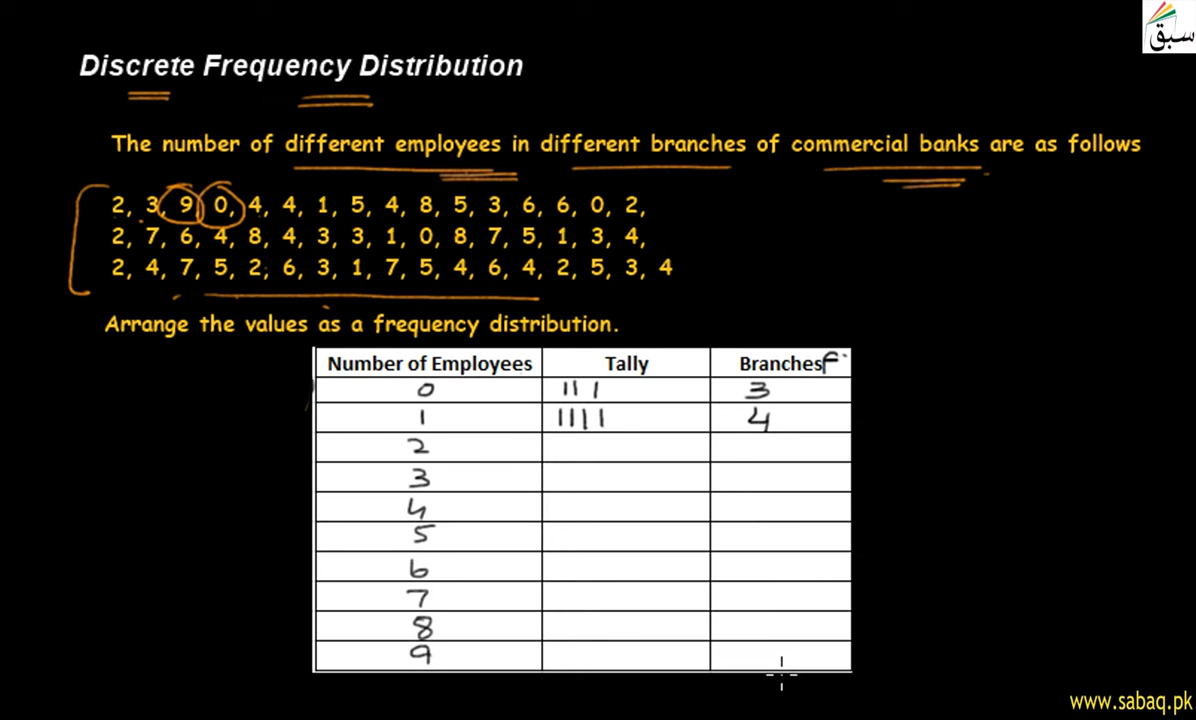 سبق
Discrete Frequency Distribution
The number of different employees in different branches of commercial banks are as follows
2, 3, 9, 0, 4, 4, 1, 5, 4, 8, 5, 3, 6, 6, 0, 2,
2, 7, 6, 4, 8, 4, 3, 3, 1, 0, 8, 7, 5, 1, 3, 4,
2, 4, 7, 5, 2, 6, 3, 1, 7, 5, 4, 6, 4, 2, 5, 3, 4
Arrange the values as a frequency distribution.
Number of Employees Tally Branches f
0 III 3
1 IIII 4
2
3
4
5
6
7
8
9
www.sabaq.pk